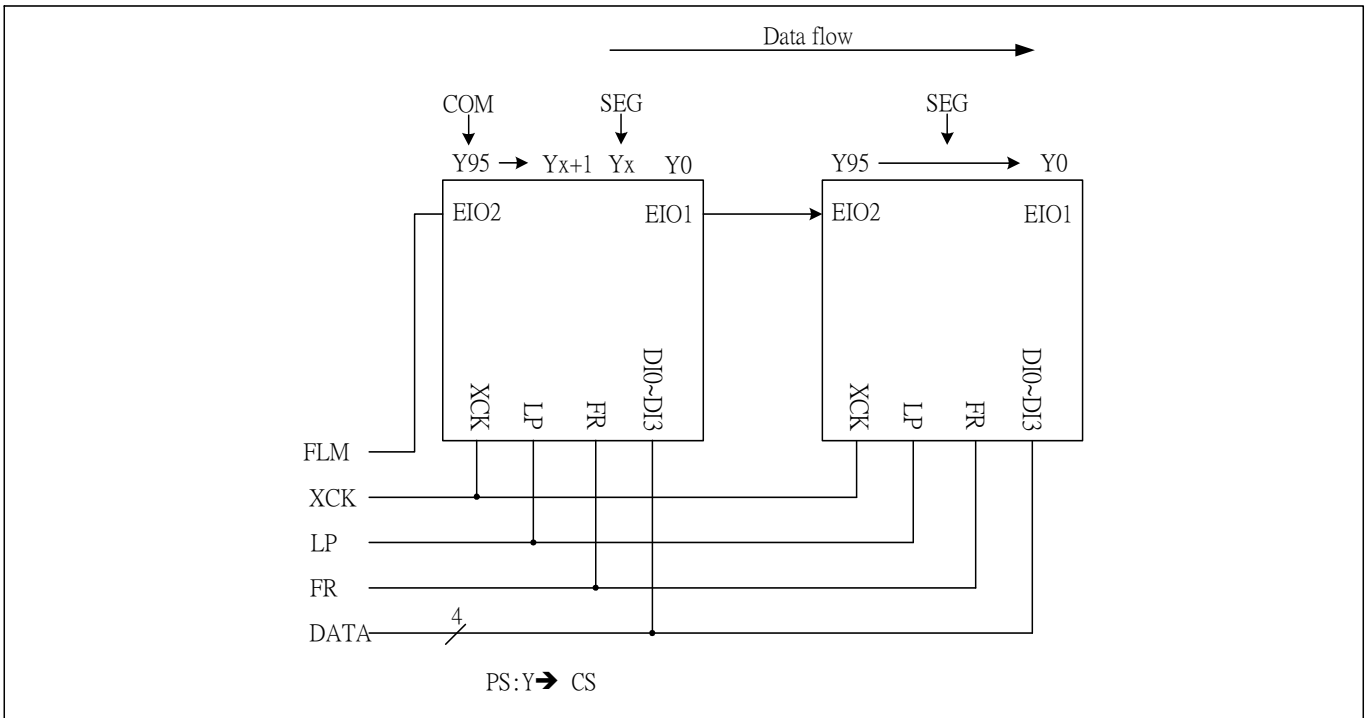 Data flow
COM SEG SEG
Y95 Yx+1 Yx Y0 Y95 Y0
EIO2 EIO1 EIO2 EIO1
XCK LP FR DI0~DI3 XCK LP FR DI0~DI3
FLM
XCK
LP
FR
DATA 4
PS:Y➔ CS